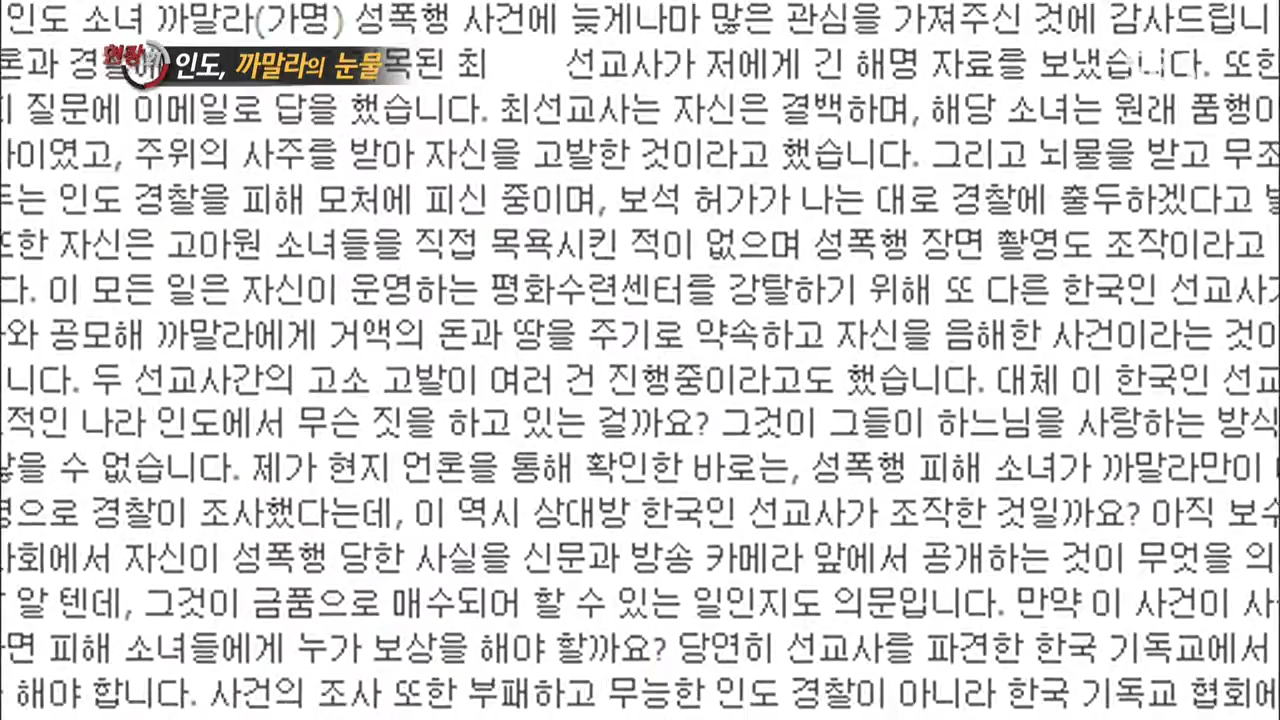 인도 소녀 까말라(가명) 성폭행 사건에 늦게나마 많은 관심을 가져주신 것에 감사드립니
론과 경찰 목된 최 선교사가 저에게 긴 해명 자료를 보냈습니다. 또한
현장
인도, 까말라의 눈물
질문에 이메일로 답을 했습니다. 최선교사는 자신은 결백하며, 해당 소녀는 원래 품행이
아이였고, 주위의 사주를 받아 자신을 고발한 것이라고 했습니다. 그리고 뇌물을 받고 무조
두는 인도 경찰을 피해 모처에 피신 중이며, 보석 허가가 나는 대로 경찰에 출두하겠다고
또한 자신은 고아원 소녀들을 직접 목욕시킨 적이 없으며 성폭행 장면 촬영도 조작이라고
다. 이 모든 일은 자신이 운영하는 평화수련센터를 강탈하기 위해 또 다른 한국인 선교사가
와 공모해 까말라에게 거액의 돈과 땅을 주기로 약속하고 자신을 음해한 사건이라는 것이
니다. 두 선교사간의 고소 고발이 여러 건 진행중이라고도 했습니다. 대체 이 한국인 선교
적인 나라 인도에서 무슨 짓을 하고 있는 걸까요? 그것이 그들이 하느님을 사랑하는 방식
않을 수 없습니다. 제가 현지 언론을 통해 확인한 바로는, 성폭행 피해 소녀가 까말라만이
명으로 경찰이 조사했다는데, 이 역시 상대방 한국인 선교사가 조작한 것일까요? 아직 보수
사회에서 자신이 성폭행 당한 사실을 신문과 방송 카메라 앞에서 공개하는 것이 무엇을 의
알 텐데, 그것이 금품으로 매수되어 할 수 있는 일인지도 의문입니다. 만약 이 사건이 사
면 피해 소녀들에게 누가 보상을 해야 할까요? 당연히 선교사를 파견한 한국 기독교에서
해야 합니다. 사건의 조사 또한 부패하고 무능한 인도 경찰이 아니라 한국 기독교 협회에